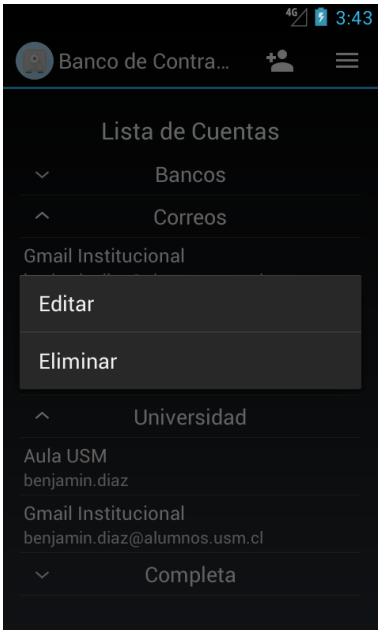 4G 3:43
Banco de Contra...
Lista de Cuentas
Bancos
Correos
Gmail Institucional
Editar
Eliminar
Universidad
Aula USM
benjamin.diaz
Gmail Institucional
benjamin.diaz@alumnos.usm.cl
Completa